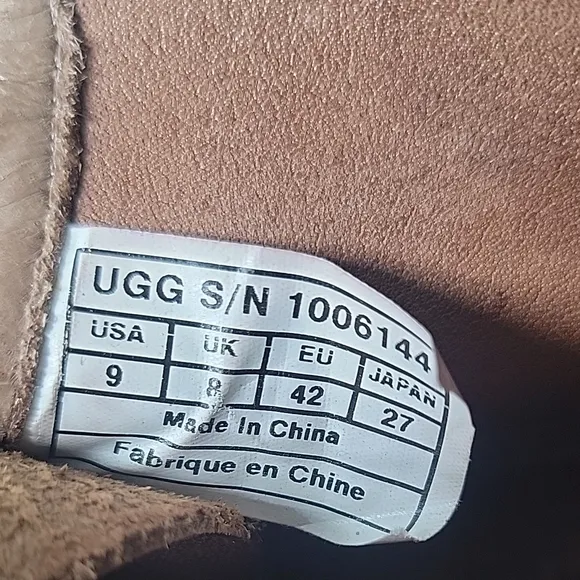 UGG S/N 1006144
USA UK EU JAPAN
9 8 42 27
Made In China
Fabrique en Chine